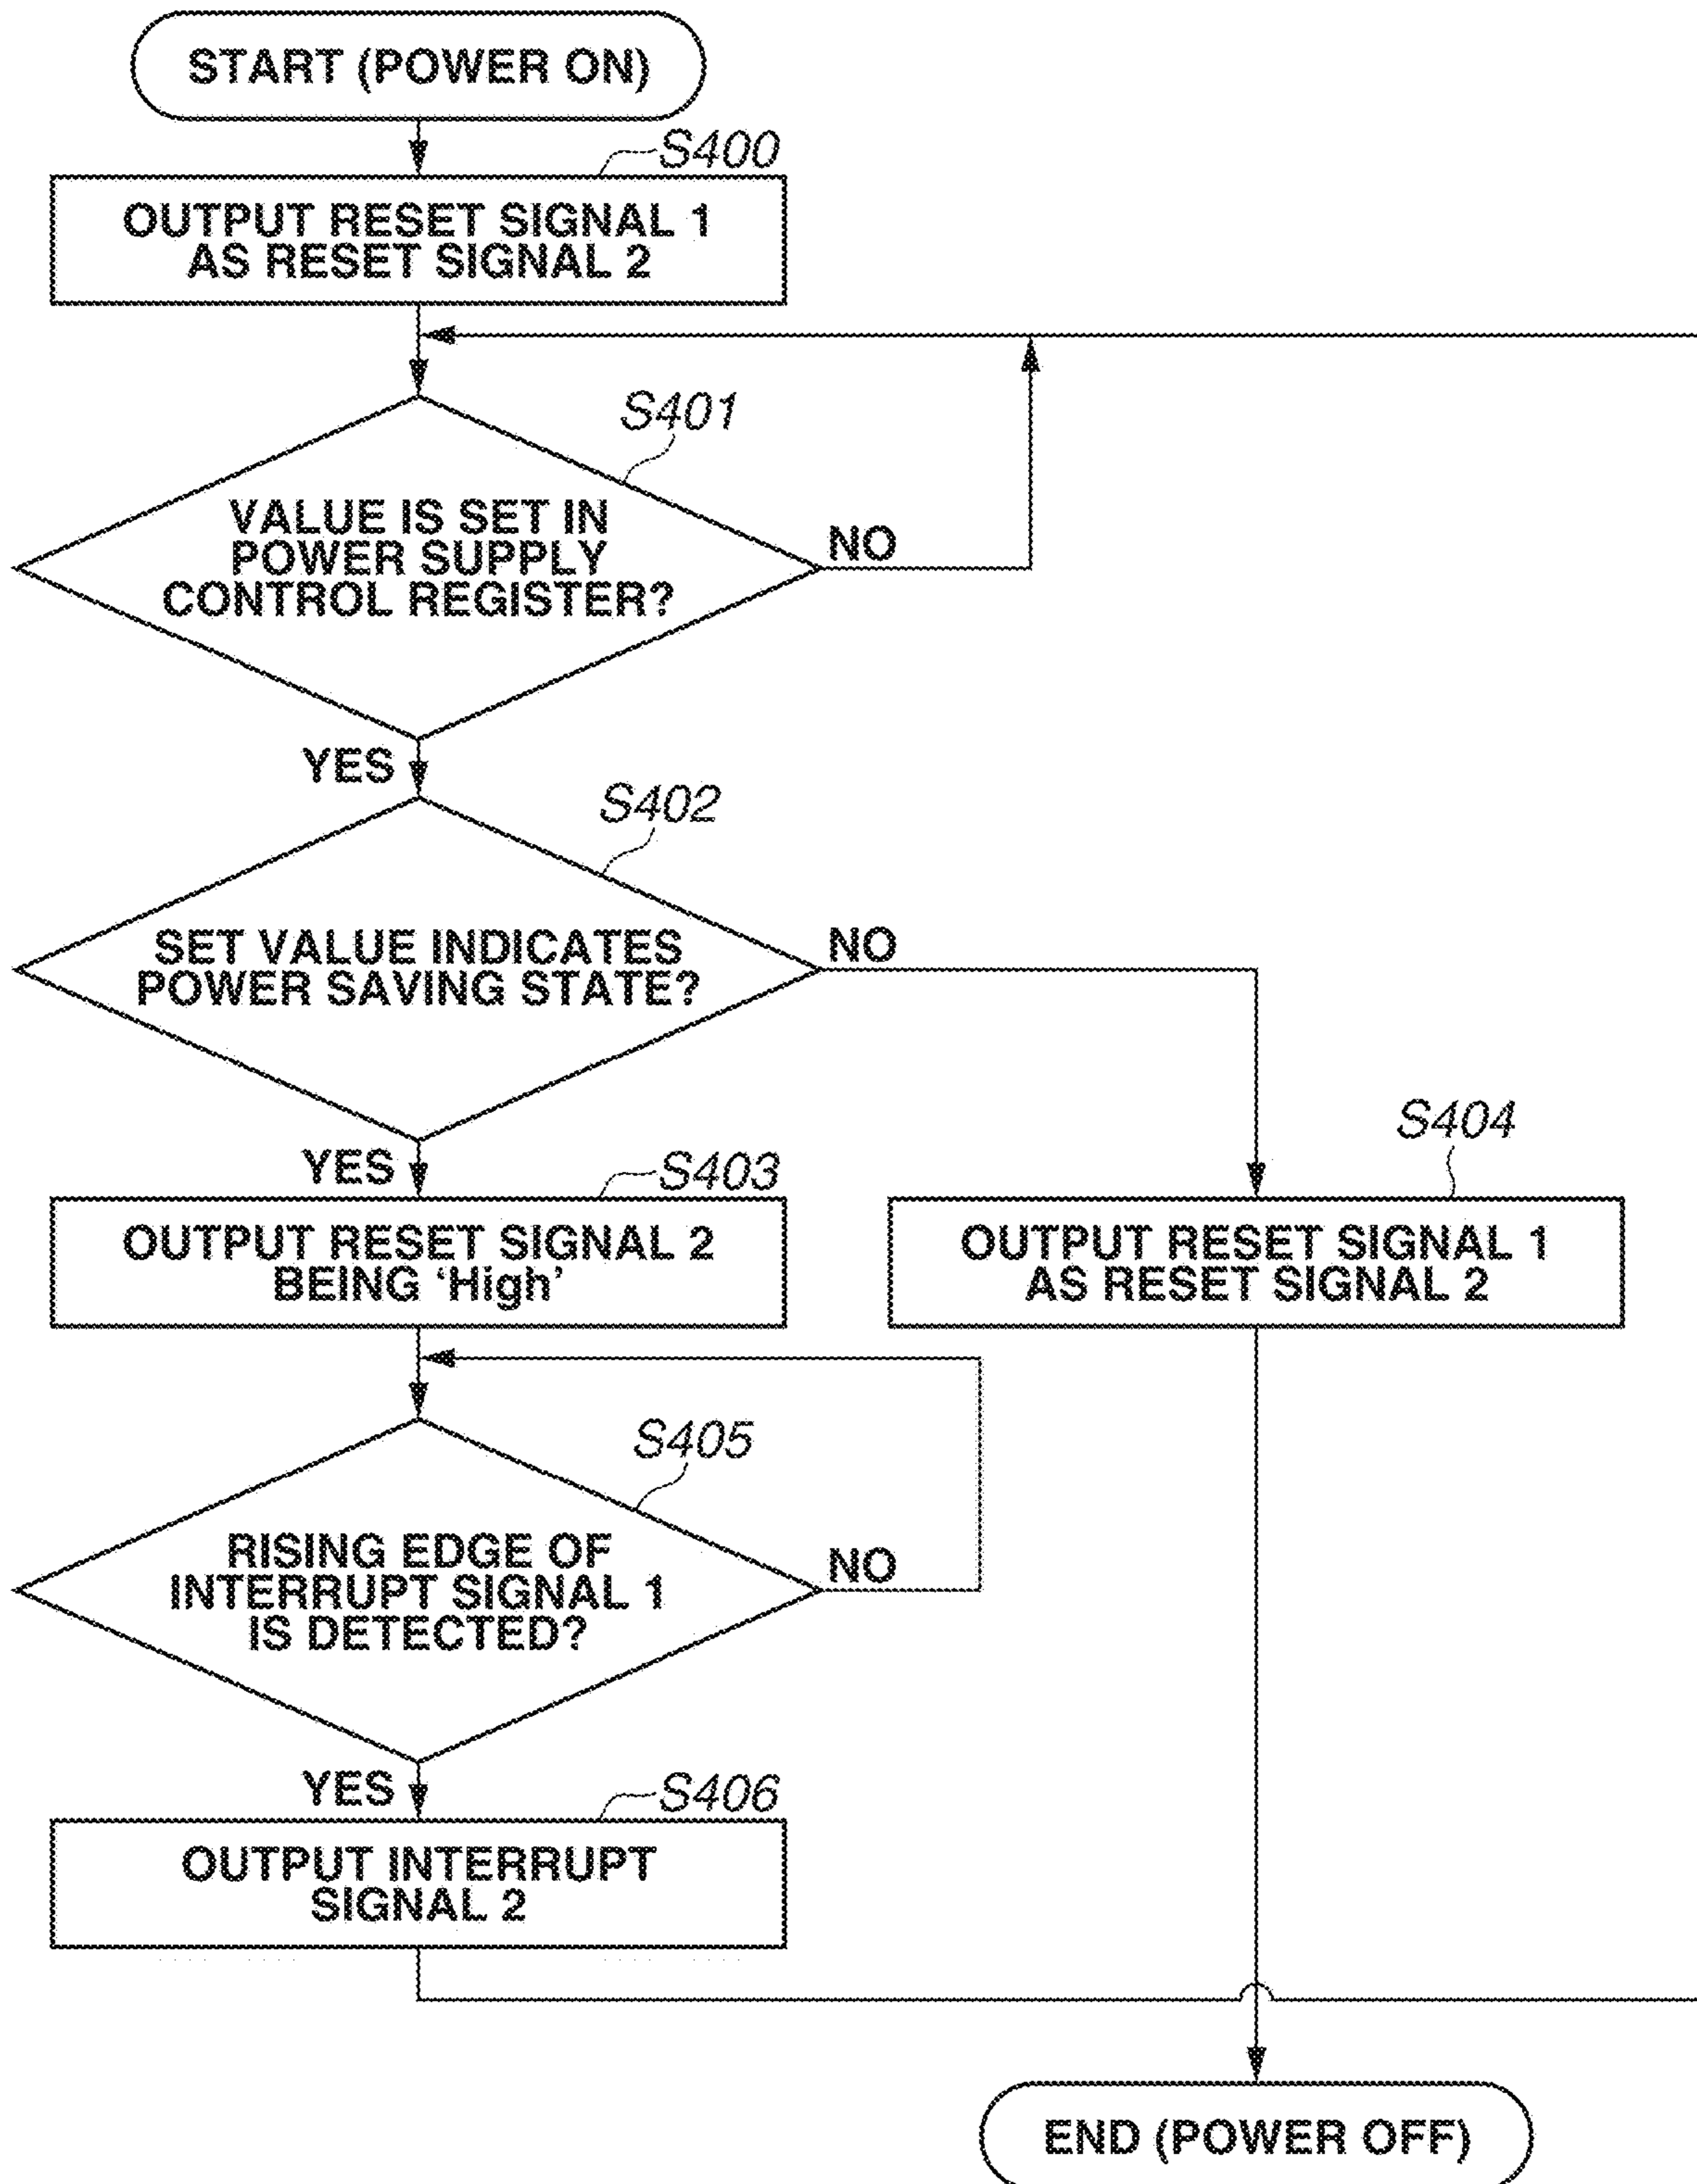 START (POWER ON)
S400
OUTPUT RESET SIGNAL 1
AS RESET SIGNAL 2
S401
VALUE IS SET IN
POWER SUPPLY
CONTROL REGISTER?
NO
YES
S402
SET VALUE INDICATES
POWER SAVING STATE?
NO
YES
S403
OUTPUT RESET SIGNAL 2
BEING ‘High’
S404
OUTPUT RESET SIGNAL 1
AS RESET SIGNAL 2
S405
RISING EDGE OF
INTERRUPT SIGNAL 1
IS DETECTED?
NO
YES
S406
OUTPUT INTERRUPT
SIGNAL 2
END (POWER OFF)